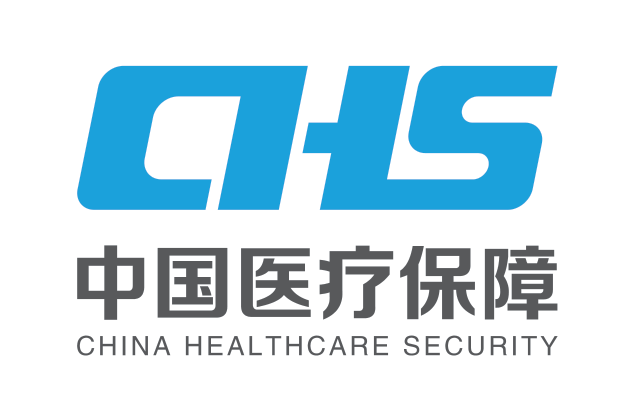 CHS
中国医疗保障
CHINA HEALTHCARE SECURITY